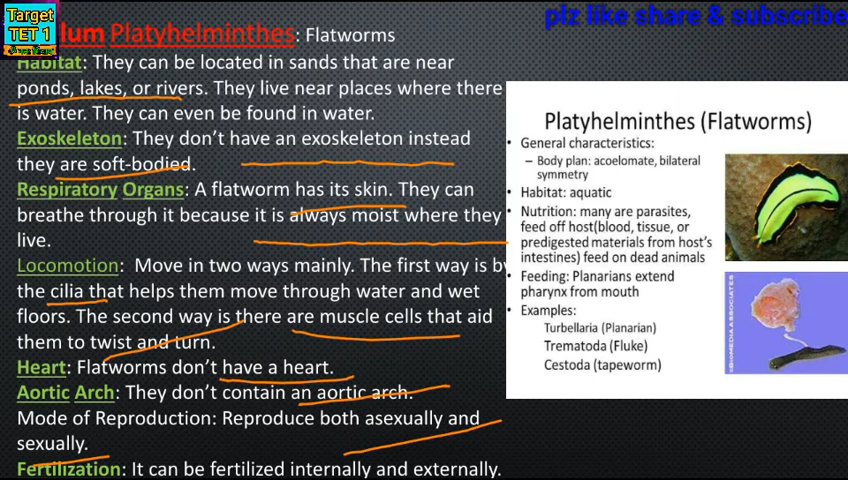 Target
TET 1
plz like share & subscribe
lum Platyhelminthes: Flatworms
Habitat: They can be located in sands that are near
ponds, lakes, or rivers. They live near places where there
is water. They can even be found in water.
Exoskeleton: They don't have an exoskeleton instead
they are soft-bodied.
Respiratory Organs: A flatworm has its skin. They can
breathe through it because it is always moist where they
live.
Locomotion: Move in two ways mainly. The first way is by
the cilia that helps them move through water and wet
floors. The second way is there are muscle cells that aid
them to twist and turn.
Heart: Flatworms don't have a heart.
Aortic Arch: They don't contain an aortic arch.
Mode of Reproduction: Reproduce both asexually and
sexually.
Fertilization: It can be fertilized internally and externally.
Platyhelminthes (Flatworms)
• General characteristics:
– Body plan: acoelomate, bilateral
symmetry
• Habitat: aquatic
• Nutrition: many are parasites,
feed off host(blood, tissue, or
predigested materials from host's
intestines) feed on dead animals
• Feeding: Planarians extend
pharynx from mouth
• Examples:
Turbellaria (Planarian)
Trematoda (Fluke)
Cestoda (tapeworm)
BIOMEDIA ASSOCIATES